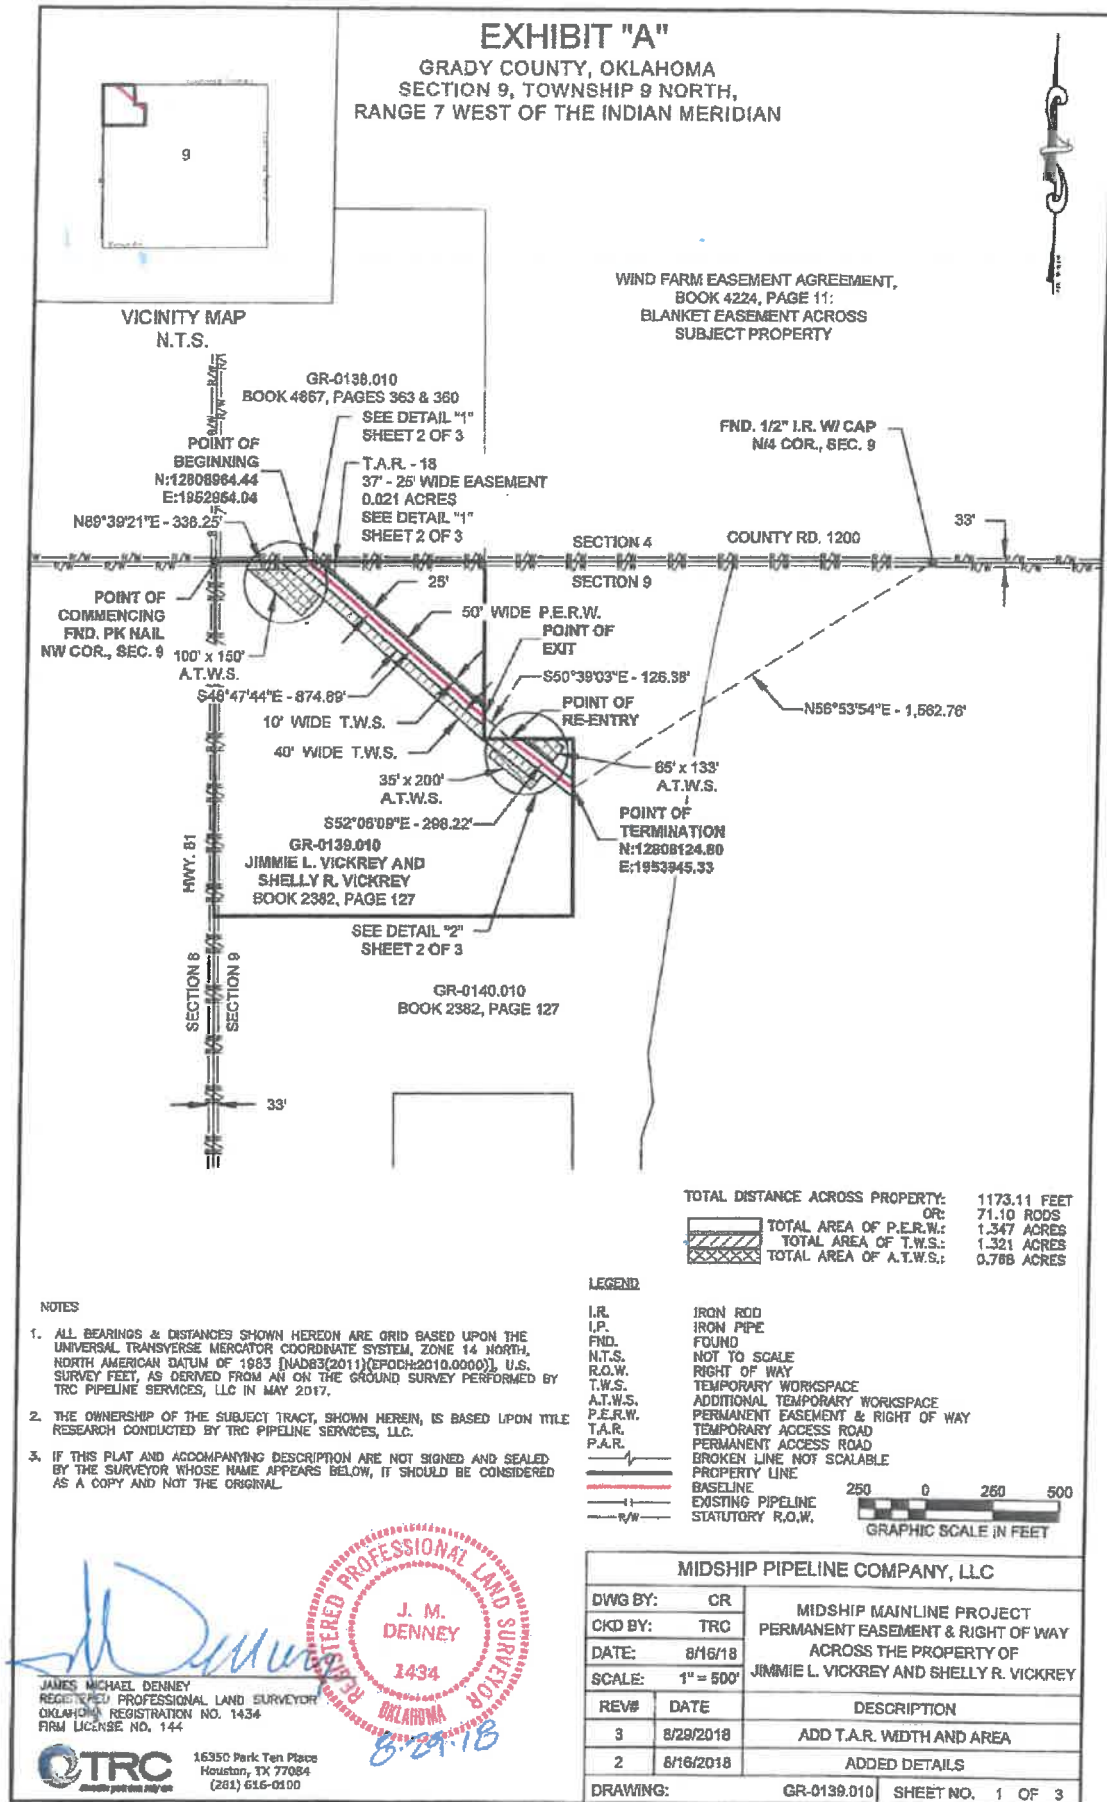 EXHIBIT "A"
GRADY COUNTY, OKLAHOMA
SECTION 9, TOWNSHIP 9 NORTH,
RANGE 7 WEST OF THE INDIAN MERIDIAN
9
VICINITY MAP
N.T.S.
WIND FARM EASEMENT AGREEMENT,
BOOK 4224, PAGE 11:
BLANKET EASEMENT ACROSS
SUBJECT PROPERTY
GR-0138.010
BOOK 4867, PAGES 363 & 360
SEE DETAIL "1"
SHEET 2 OF 3
POINT OF
BEGINNING
N:12808964.44
E:1952954.04
T.A.R. - 18
37' - 25' WIDE EASEMENT
0.021 ACRES
SEE DETAIL "1"
SHEET 2 OF 3
FND. 1/2" I.R. W/ CAP
N/4 COR., SEC. 9
N89°39'21"E - 336.25'
33'
SECTION 4
COUNTY RD. 1200
SECTION 9
POINT OF
COMMENCING
FND. PK NAIL
NW COR., SEC. 9
100' x 150'
A.T.W.S.
25'
50' WIDE P.E.R.W.
POINT OF
EXIT
S48°47'44"E - 874.89'
S50°39'03"E - 126.38'
10' WIDE T.W.S.
POINT OF
RE-ENTRY
N56°53'54"E - 1,562.76'
40' WIDE T.W.S.
35' x 200'
A.T.W.S.
65' x 133'
A.T.W.S.
S52°06'09"E - 298.22'
POINT OF
TERMINATION
N:12808124.80
E:1953945.33
GR-0139.010
JIMMIE L. VICKREY AND
SHELLY R. VICKREY
BOOK 2382, PAGE 127
HWY. 81
SEE DETAIL "2"
SHEET 2 OF 3
SECTION 8
SECTION 9
GR-0140.010
BOOK 2382, PAGE 127
33'
TOTAL DISTANCE ACROSS PROPERTY: 1173.11 FEET
OR: 71.10 RODS
TOTAL AREA OF P.E.R.W.: 1.347 ACRES
TOTAL AREA OF T.W.S.: 1.321 ACRES
TOTAL AREA OF A.T.W.S.: 0.768 ACRES
NOTES
1. ALL BEARINGS & DISTANCES SHOWN HEREON ARE GRID BASED UPON THE
UNIVERSAL TRANSVERSE MERCATOR COORDINATE SYSTEM, ZONE 14 NORTH,
NORTH AMERICAN DATUM OF 1983 [NAD83(2011)(EPOCH:2010.0000)], U.S.
SURVEY FEET, AS DERIVED FROM AN ON THE GROUND SURVEY PERFORMED BY
TRC PIPELINE SERVICES, LLC IN MAY 2017.
2. THE OWNERSHIP OF THE SUBJECT TRACT, SHOWN HEREIN, IS BASED UPON TITLE
RESEARCH CONDUCTED BY TRC PIPELINE SERVICES, LLC.
3. IF THIS PLAT AND ACCOMPANYING DESCRIPTION ARE NOT SIGNED AND SEALED
BY THE SURVEYOR WHOSE NAME APPEARS BELOW, IT SHOULD BE CONSIDERED
AS A COPY AND NOT THE ORIGINAL.
LEGEND
I.R. IRON ROD
I.P. IRON PIPE
FND. FOUND
N.T.S. NOT TO SCALE
R.O.W. RIGHT OF WAY
T.W.S. TEMPORARY WORKSPACE
A.T.W.S. ADDITIONAL TEMPORARY WORKSPACE
P.E.R.W. PERMANENT EASEMENT & RIGHT OF WAY
T.A.R. TEMPORARY ACCESS ROAD
P.A.R. PERMANENT ACCESS ROAD
BROKEN LINE NOT SCALABLE
PROPERTY LINE
BASELINE
EXISTING PIPELINE
R/W STATUTORY R.O.W.
250 0 250 500
GRAPHIC SCALE IN FEET
REGISTERED PROFESSIONAL LAND SURVEYOR
J. M.
DENNEY
1434
OKLAHOMA
8-29-18
JAMES MICHAEL DENNEY
REGISTERED PROFESSIONAL LAND SURVEYOR
OKLAHOMA REGISTRATION NO. 1434
FIRM LICENSE NO. 144
TRC
16350 Park Ten Place
Houston, TX 77084
(281) 616-0100
MIDSHIP PIPELINE COMPANY, LLC
DWG BY: CR
CKD BY: TRC
DATE: 8/16/18
SCALE: 1" = 500'
MIDSHIP MAINLINE PROJECT
PERMANENT EASEMENT & RIGHT OF WAY
ACROSS THE PROPERTY OF
JIMMIE L. VICKREY AND SHELLY R. VICKREY
REV# DATE DESCRIPTION
3 8/29/2018 ADD T.A.R. WIDTH AND AREA
2 8/16/2018 ADDED DETAILS
DRAWING: GR-0139.010 SHEET NO. 1 OF 3